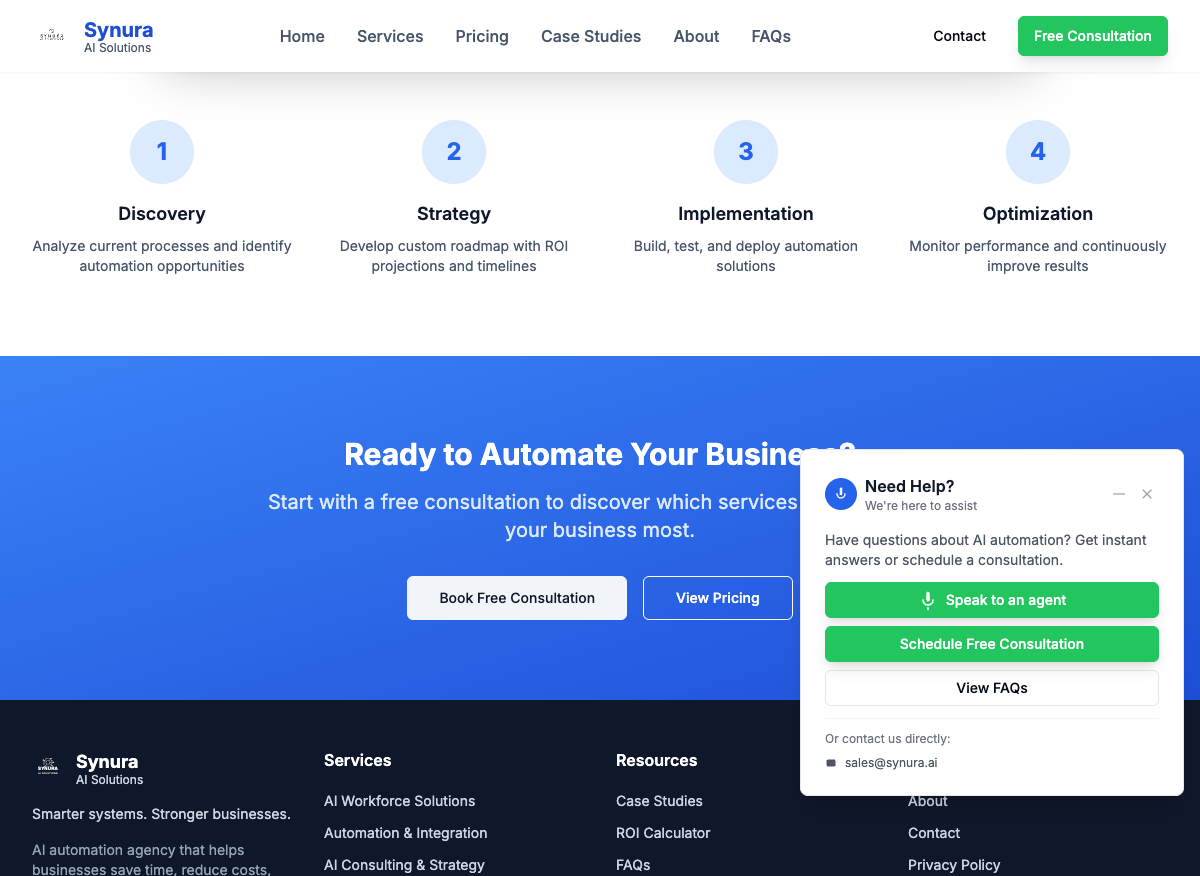 SYNURA
Synura
AI Solutions
Home
Services
Pricing
Case Studies
About
FAQs
Contact
Free Consultation
1
2
3
4
Discovery
Strategy
Implementation
Optimization
Analyze current processes and identify
automation opportunities
Develop custom roadmap with ROI
projections and timelines
Build, test, and deploy automation
solutions
Monitor performance and continuously
improve results
Ready to Automate Your Business?
Start with a free consultation to discover which services
your business most.
Book Free Consultation
View Pricing
Need Help?
We're here to assist
Have questions about AI automation? Get instant
answers or schedule a consultation.
Speak to an agent
Schedule Free Consultation
View FAQs
Or contact us directly:
sales@synura.ai
SYNURA
AI SOLUTIONS
Synura
AI Solutions
Smarter systems. Stronger businesses.
AI automation agency that helps
businesses save time, reduce costs,
Services
AI Workforce Solutions
Automation & Integration
AI Consulting & Strategy
Resources
Case Studies
ROI Calculator
FAQs
About
Contact
Privacy Policy